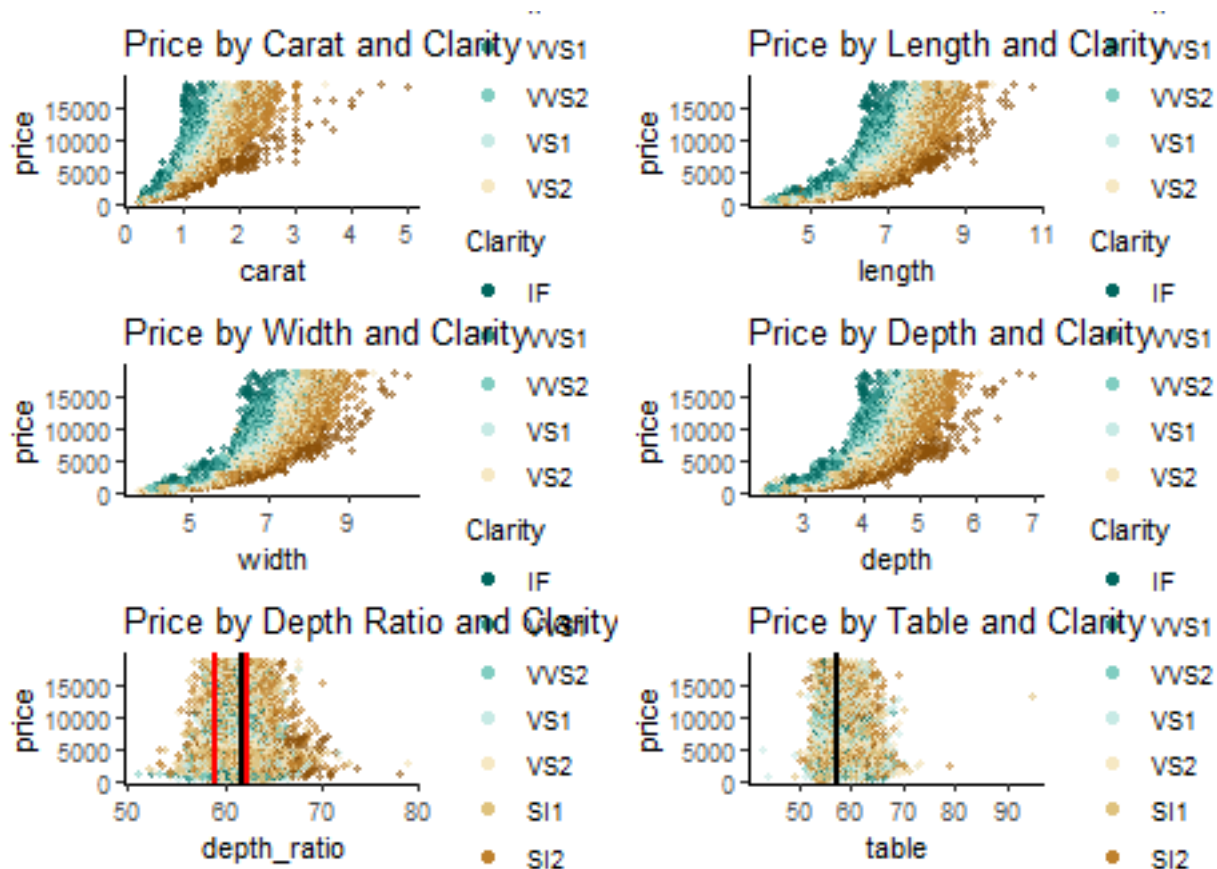 Price by Carat and Clarity
VVS1
VVS2
VS1
VS2
price
15000
10000
5000
0
0 1 2 3 4 5
carat
Price by Length and Clarity
VVS1
VVS2
VS1
VS2
price
15000
10000
5000
0
5 7 9 11
length
Clarity
IF
Price by Width and Clarity
VVS1
VVS2
VS1
VS2
price
15000
10000
5000
0
5 7 9
width
Clarity
IF
Price by Depth and Clarity
VVS1
VVS2
VS1
VS2
price
15000
10000
5000
0
3 4 5 6 7
depth
Clarity
IF
Price by Depth Ratio and Clarity
VVS1
VVS2
VS1
VS2
SI1
SI2
price
15000
10000
5000
0
50 60 70 80
depth_ratio
Clarity
IF
Price by Table and Clarity
VVS1
VVS2
VS1
VS2
SI1
SI2
price
15000
10000
5000
0
50 60 70 80 90
table